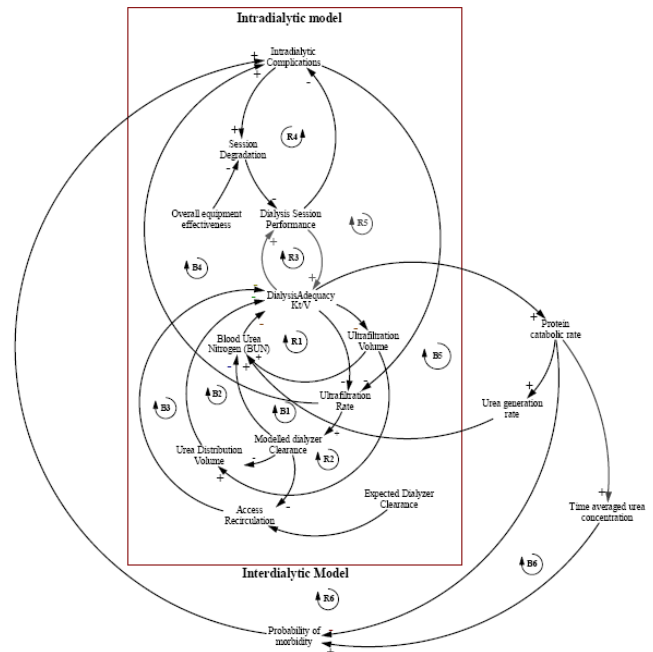 Intradialytic model
+
+
Intradialytic
Complications
-
+
Session
Degradation
-
R4
-
Overall equipment
effectiveness
Dialysis Session
Performance
R5
+
R3
B4
+
-
-
DialysisAdequacy
Kt/V
-
-
Blood Urea
Nitrogen (BUN)
R1
Ultrafiltration
Volume
+
Protein
catabolic rate
B5
-
+
+
-
-
B3
B2
B1
Ultrafiltration
Rate
+
Urea generation
rate
+
Modelled dialyzer
Clearance
Urea Distribution
Volume
-
R2
+
-
Access
Recirculation
Expected Dialyzer
Clearance
+
Time averaged urea
concentration
Interdialytic Model
B6
R6
Probability of
morbidity
-
+